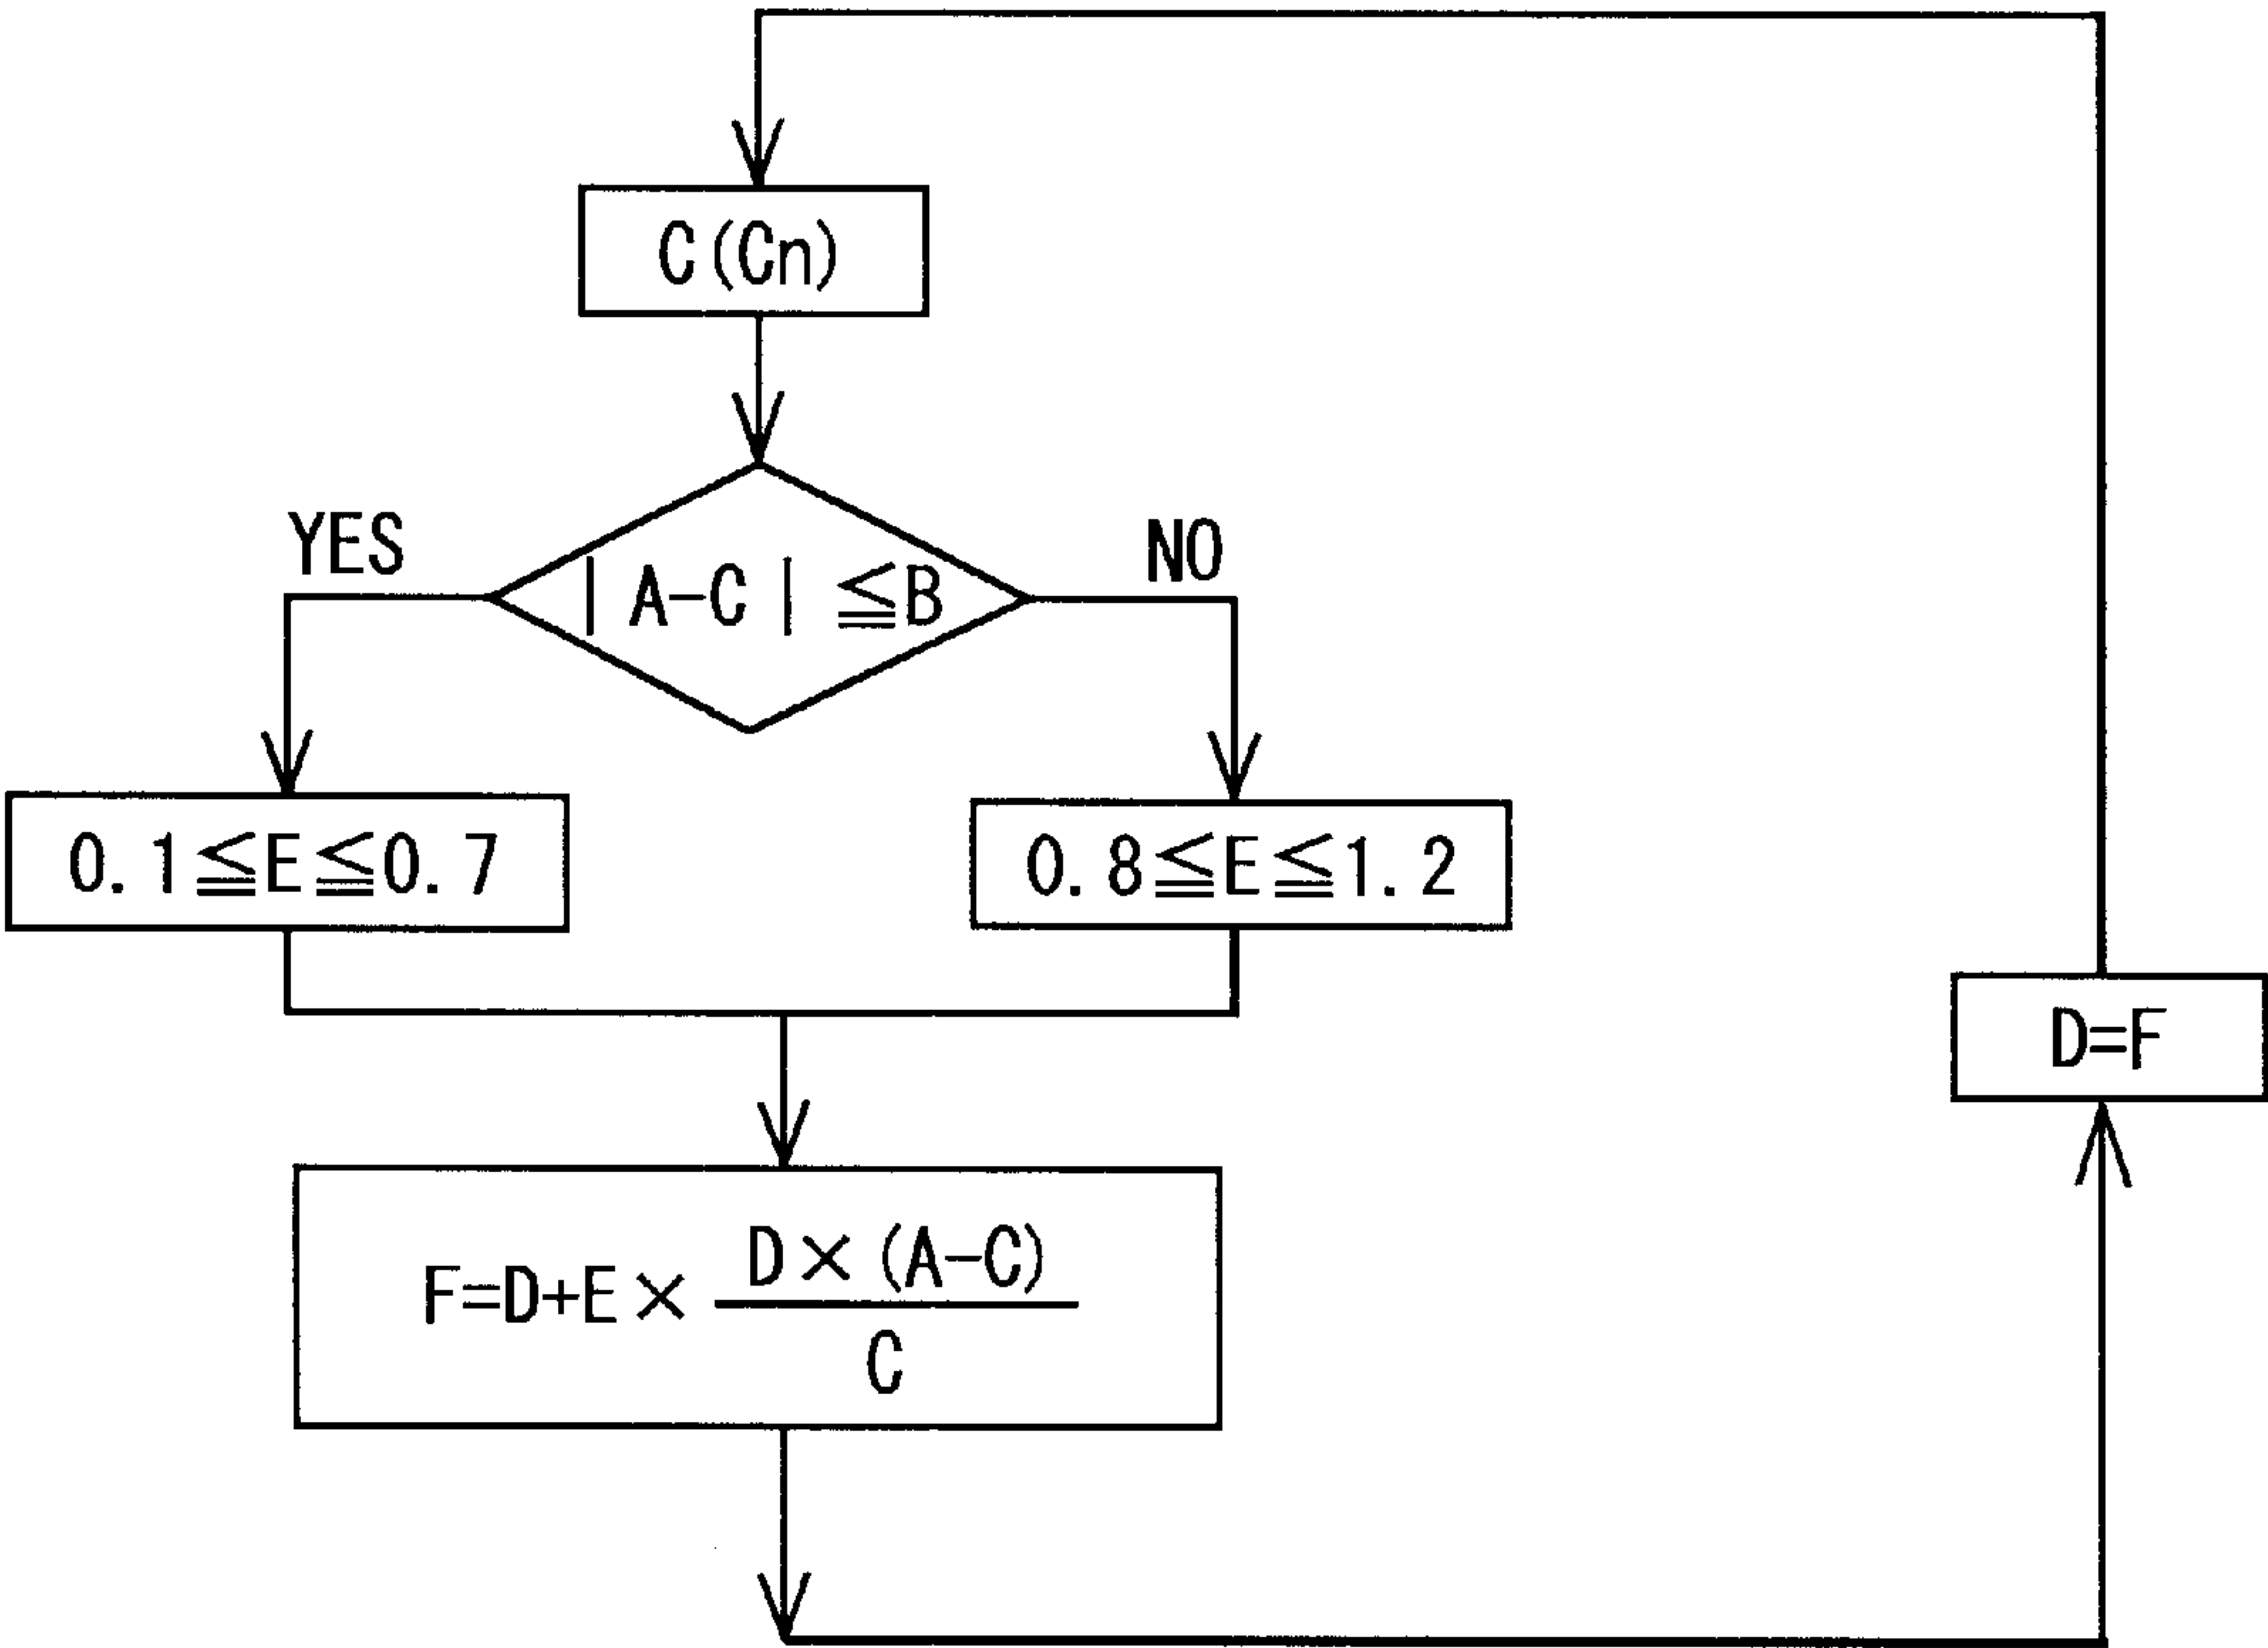 C(Cn)
YES
NO
| A-C | ≦B
0.1≦E≦0.7
0.8≦E≦1.2
D=F
F=D+E× D×(A-C)
C